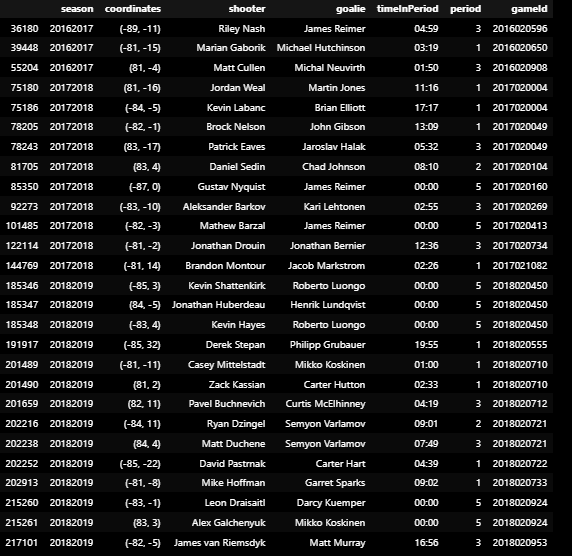 season coordinates shooter goalie timeInPeriod period gameId
36180 20162017 (-89, -11) Riley Nash James Reimer 04:59 3 2016020596
39448 20162017 (-81, -15) Marian Gaborik Michael Hutchinson 03:19 1 2016020650
55204 20162017 (81, -4) Matt Cullen Michal Neuvirth 01:50 3 2016020908
75180 20172018 (81, -16) Jordan Weal Martin Jones 11:16 1 2017020004
75186 20172018 (-84, -5) Kevin Labanc Brian Elliott 17:17 1 2017020004
78205 20172018 (-82, -1) Brock Nelson John Gibson 13:09 1 2017020049
78243 20172018 (83, -17) Patrick Eaves Jaroslav Halak 05:32 3 2017020049
81705 20172018 (83, 4) Daniel Sedin Chad Johnson 08:10 2 2017020104
85350 20172018 (-87, 0) Gustav Nyquist James Reimer 00:00 5 2017020160
92273 20172018 (-83, -10) Aleksander Barkov Kari Lehtonen 02:55 3 2017020269
101485 20172018 (-82, -3) Mathew Barzal James Reimer 00:00 5 2017020413
122114 20172018 (-81, -2) Jonathan Drouin Jonathan Bernier 12:36 3 2017020734
144769 20172018 (-81, 14) Brandon Montour Jacob Markstrom 02:26 1 2017021082
185346 20182019 (-85, 3) Kevin Shattenkirk Roberto Luongo 00:00 5 2018020450
185347 20182019 (84, -5) Jonathan Huberdeau Henrik Lundqvist 00:00 5 2018020450
185348 20182019 (-83, 4) Kevin Hayes Roberto Luongo 00:00 5 2018020450
191917 20182019 (-85, 32) Derek Stepan Philipp Grubauer 19:55 1 2018020555
201489 20182019 (-81, -11) Casey Mittelstadt Mikko Koskinen 01:00 1 2018020710
201490 20182019 (81, 2) Zack Kassian Carter Hutton 02:33 1 2018020710
201659 20182019 (82, 11) Pavel Buchnevich Curtis McElhinney 04:19 3 2018020712
202216 20182019 (-84, 11) Ryan Dzingel Semyon Varlamov 09:01 2 2018020721
202238 20182019 (84, 4) Matt Duchene Semyon Varlamov 07:49 3 2018020721
202252 20182019 (-85, -22) David Pastrnak Carter Hart 04:39 1 2018020722
202913 20182019 (-81, -8) Mike Hoffman Garret Sparks 09:02 1 2018020733
215260 20182019 (-83, -1) Leon Draisaitl Darcy Kuemper 00:00 5 2018020924
215261 20182019 (83, 3) Alex Galchenyuk Mikko Koskinen 00:00 5 2018020924
217101 20182019 (-82, -5) James van Riemsdyk Matt Murray 16:56 3 2018020953